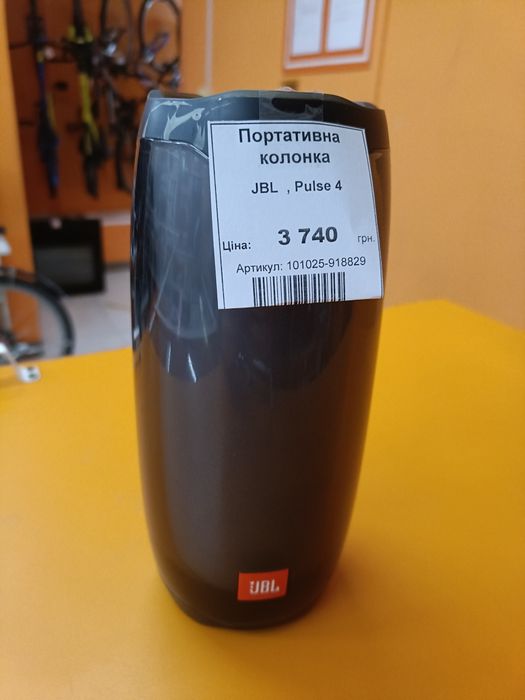 Портативна
колонка
JBL , Pulse 4
Ціна: 3 740 грн.
Артикул: 101025-918829
JBL